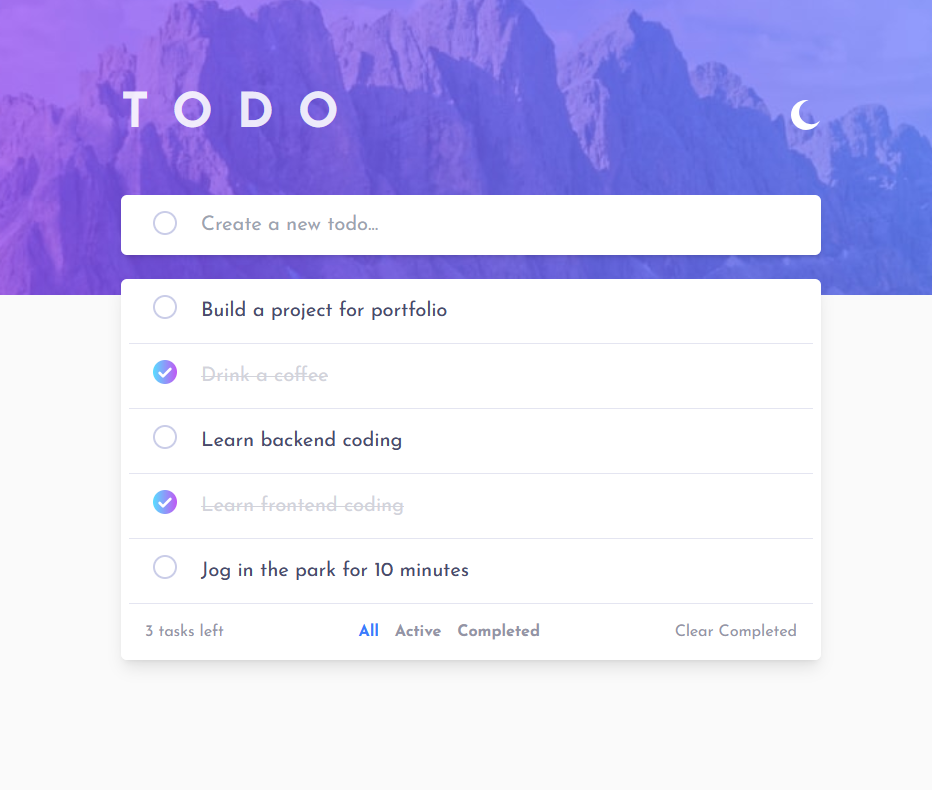 TODO
Create a new todo...
Build a project for portfolio
Drink a coffee
Learn backend coding
Learn frontend coding
Jog in the park for 10 minutes
3 tasks left All Active Completed Clear Completed